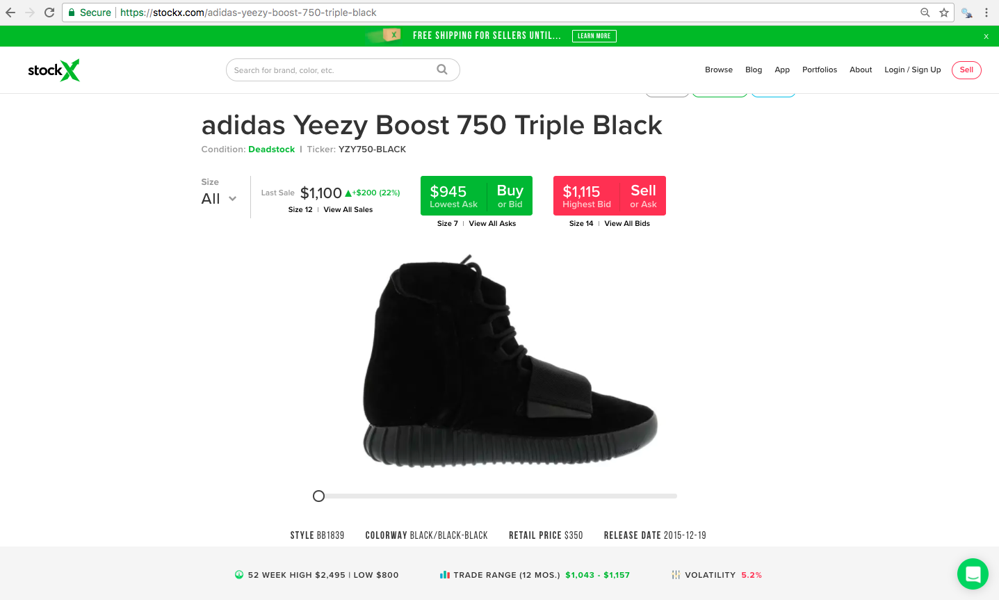 Secure https://stockx.com/adidas-yeezy-boost-750-triple-black
X FREE SHIPPING FOR SELLERS UNTIL... LEARN MORE x
stockX Search for brand, color, etc. Browse Blog App Portfolios About Login / Sign Up Sell
adidas Yeezy Boost 750 Triple Black
Condition: Deadstock | Ticker: YZY750-BLACK
Size
All
Last Sale $1,100 ▲+$200 (22%)
Size 12 | View All Sales
$945 Buy
Lowest Ask or Bid
Size 7 | View All Asks
$1,115 Sell
Highest Bid or Ask
Size 14 | View All Bids
STYLE BB1839 COLORWAY BLACK/BLACK-BLACK RETAIL PRICE $350 RELEASE DATE 2015-12-19
52 WEEK HIGH $2,495 | LOW $800 TRADE RANGE (12 MOS.) $1,043 - $1,157 VOLATILITY 5.2%